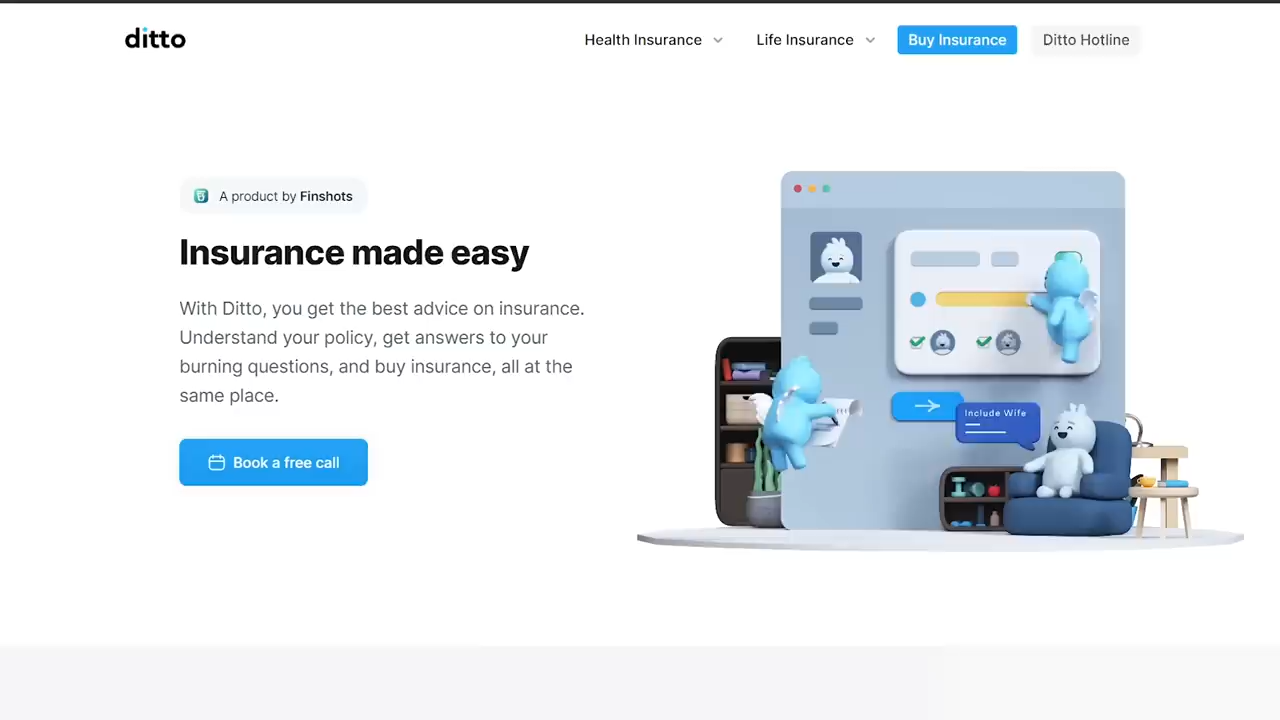 ditto
Health Insurance
Life Insurance
Buy Insurance
Ditto Hotline
A product by Finshots
Insurance made easy
With Ditto, you get the best advice on insurance.
Understand your policy, get answers to your
burning questions, and buy insurance, all at the
same place.
Book a free call
Include Wife